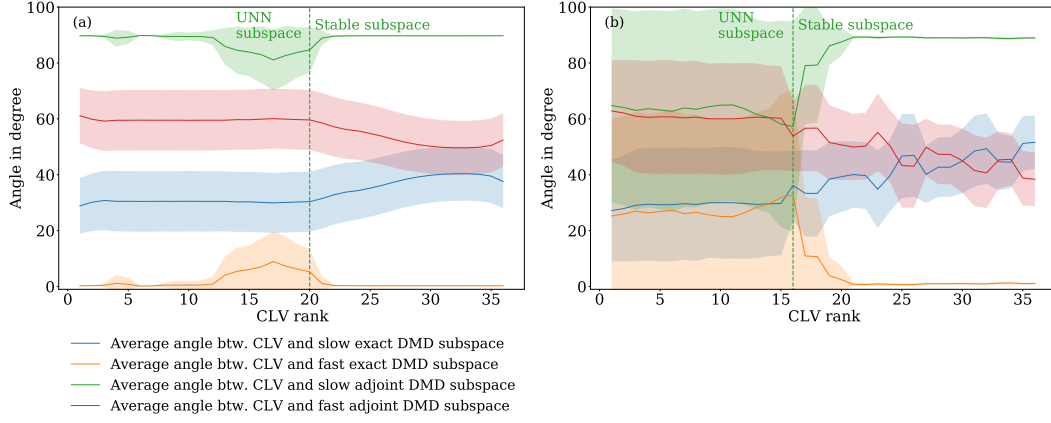 (a)
UNN
subspace
Stable subspace
100
80
60
40
20
0
Angle in degree
0 5 10 15 20 25 30 35
CLV rank
(b)
UNN
subspace
Stable subspace
100
80
60
40
20
0
Angle in degree
0 5 10 15 20 25 30 35
CLV rank
Average angle btw. CLV and slow exact DMD subspace
Average angle btw. CLV and fast exact DMD subspace
Average angle btw. CLV and slow adjoint DMD subspace
Average angle btw. CLV and fast adjoint DMD subspace